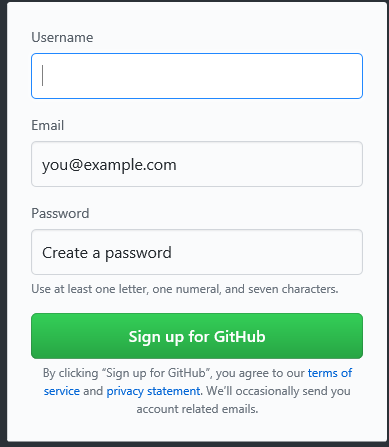 Username
Email
you@example.com
Password
Create a password
Use at least one letter, one numeral, and seven characters.
Sign up for GitHub
By clicking “Sign up for GitHub”, you agree to our terms of
service and privacy statement. We’ll occasionally send you
account related emails.